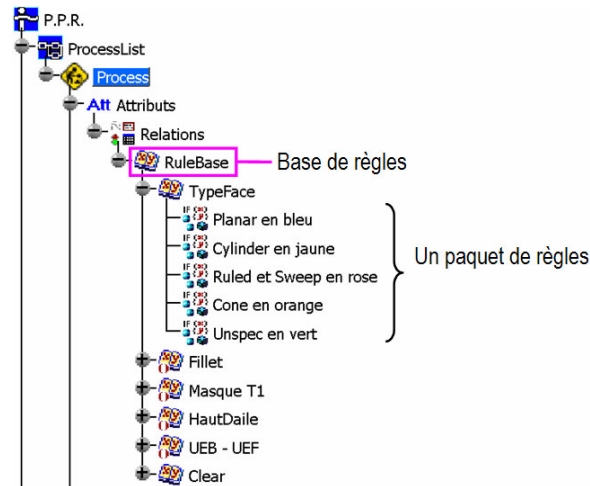 P.P.R.
ProcessList
Process
Att Attributs
Relations
RuleBase
Base de règles
TypeFace
Planar en bleu
Cylinder en jaune
Ruled et Sweep en rose
Un paquet de règles
Cone en orange
Unspec en vert
Fillet
Masque T1
HautDaile
UEB - UEF
Clear